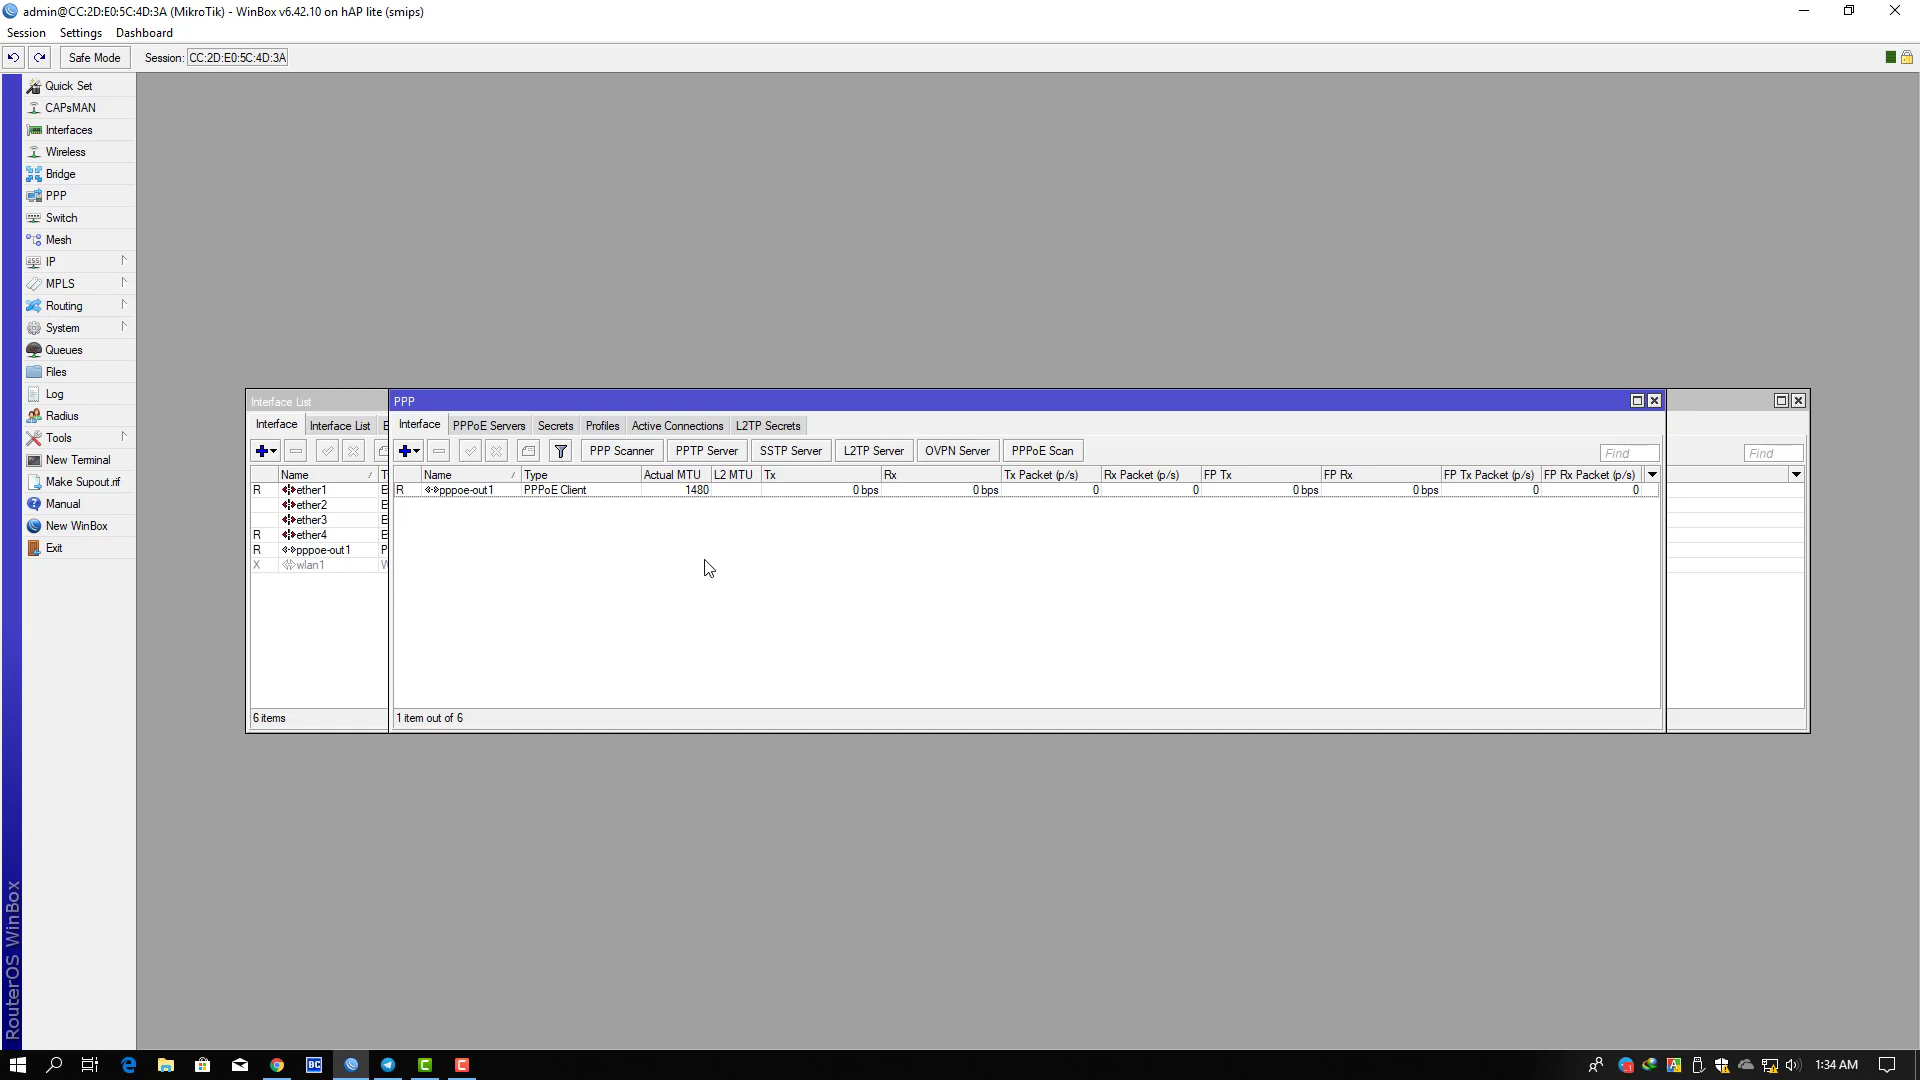 admin@CC:2D:E0:5C:4D:3A (MikroTik) - WinBox v6.42.10 on hAP lite (smips)
Session Settings Dashboard
Safe Mode Session: CC:2D:E0:5C:4D:3A
Quick Set
CAPsMAN
Interfaces
Wireless
Bridge
PPP
Switch
Mesh
IP
MPLS
Routing
System
Queues
Files
Log
Radius
Tools
New Terminal
Make Supout.rif
Manual
New WinBox
Exit
RouterOS WinBox
Interface List
Interface Interface List E
Name T
R ether1 E
ether2 E
ether3 E
R ether4 E
R pppoe-out1 P
X wlan1 W
6 items
PPP
Interface PPPoE Servers Secrets Profiles Active Connections L2TP Secrets
PPP Scanner PPTP Server SSTP Server L2TP Server OVPN Server PPPoE Scan Find
Name Type Actual MTU L2 MTU Tx Rx Tx Packet (p/s) Rx Packet (p/s) FP Tx FP Rx FP Tx Packet (p/s) FP Rx Packet (p/s)
R pppoe-out1 PPPoE Client 1480 0 bps 0 bps 0 0 0 bps 0 bps 0 0
1 item out of 6
Find
BC
1:34 AM